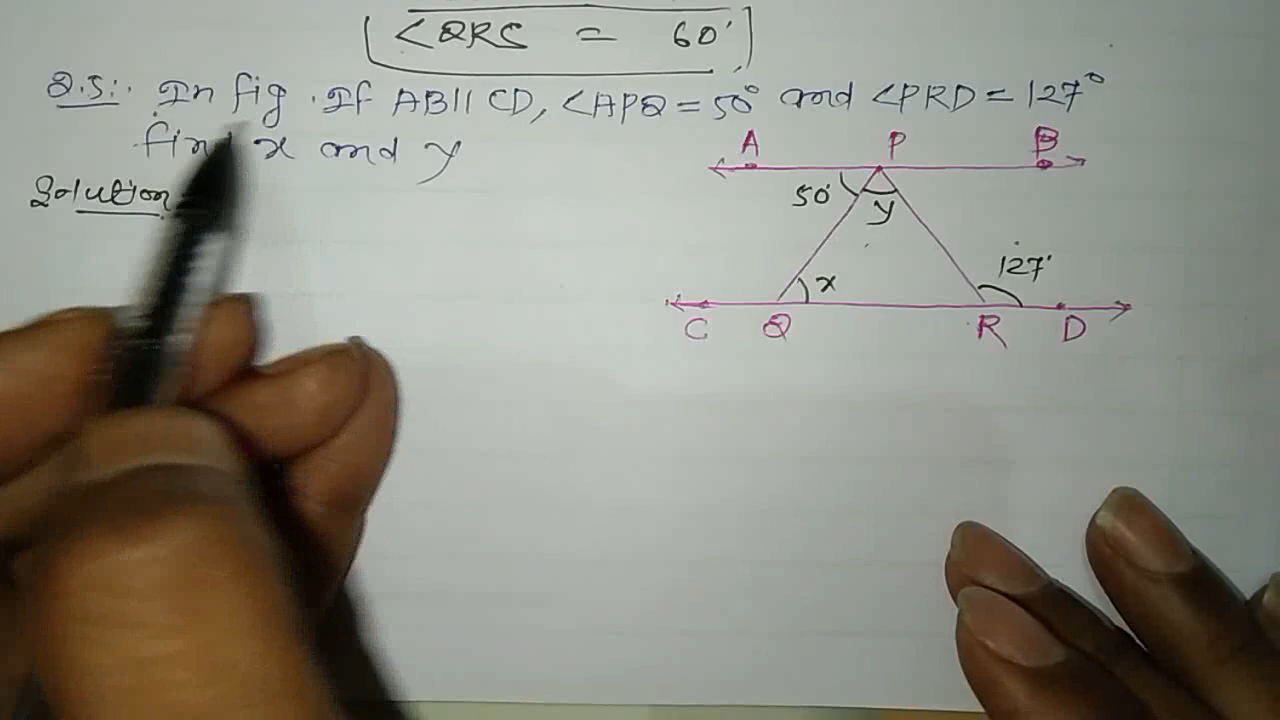 ∠QRS = 60°
Q.5:. In fig. If AB || CD, ∠APQ = 50° and ∠PRD = 127°
find x and y
Solution
A P B
50° y
x 127°
C Q R D